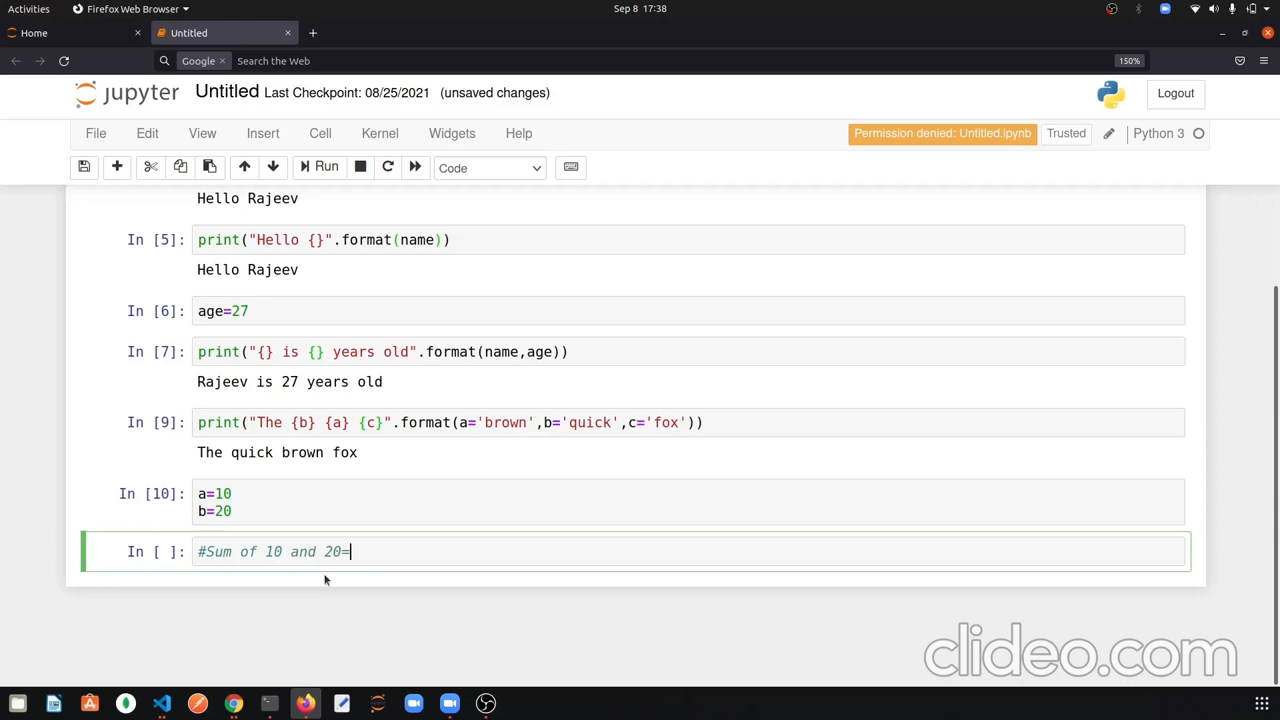 Activities Firefox Web Browser Sep 8 17:38
Home Untitled
Google Search the Web 150%
jupyter Untitled Last Checkpoint: 08/25/2021 (unsaved changes) Logout
File Edit View Insert Cell Kernel Widgets Help Permission denied: Untitled.ipynb Trusted Python 3
Run Code
Hello Rajeev
In [5]: print("Hello {}".format(name))
Hello Rajeev
In [6]: age=27
In [7]: print("{} is {} years old".format(name,age))
Rajeev is 27 years old
In [9]: print("The {b} {a} {c}".format(a='brown',b='quick',c='fox'))
The quick brown fox
In [10]: a=10
b=20
In [ ]: #Sum of 10 and 20=
clideo.com